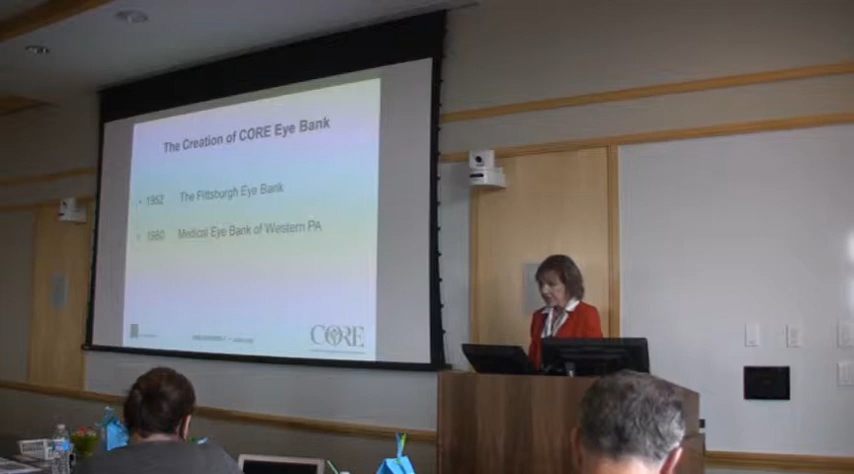 The Creation of CORE Eye Bank
• 1952 The Pittsburgh Eye Bank
• 1980 Medical Eye Bank of Western PA
CORE